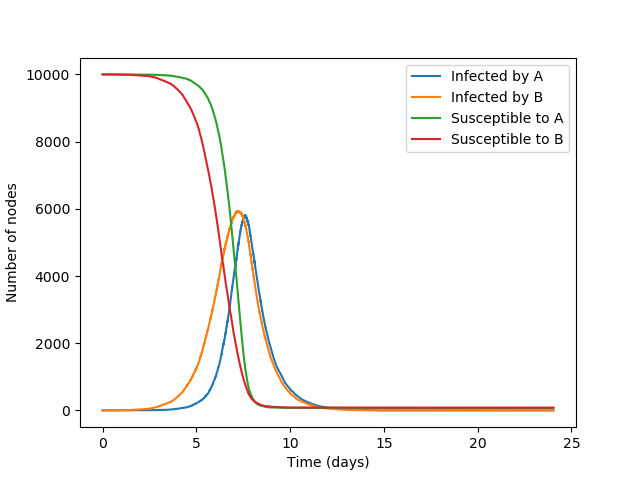 Infected by A
Infected by B
Susceptible to A
Susceptible to B
10000
8000
6000
4000
2000
0
Number of nodes
0 5 10 15 20 25
Time (days)